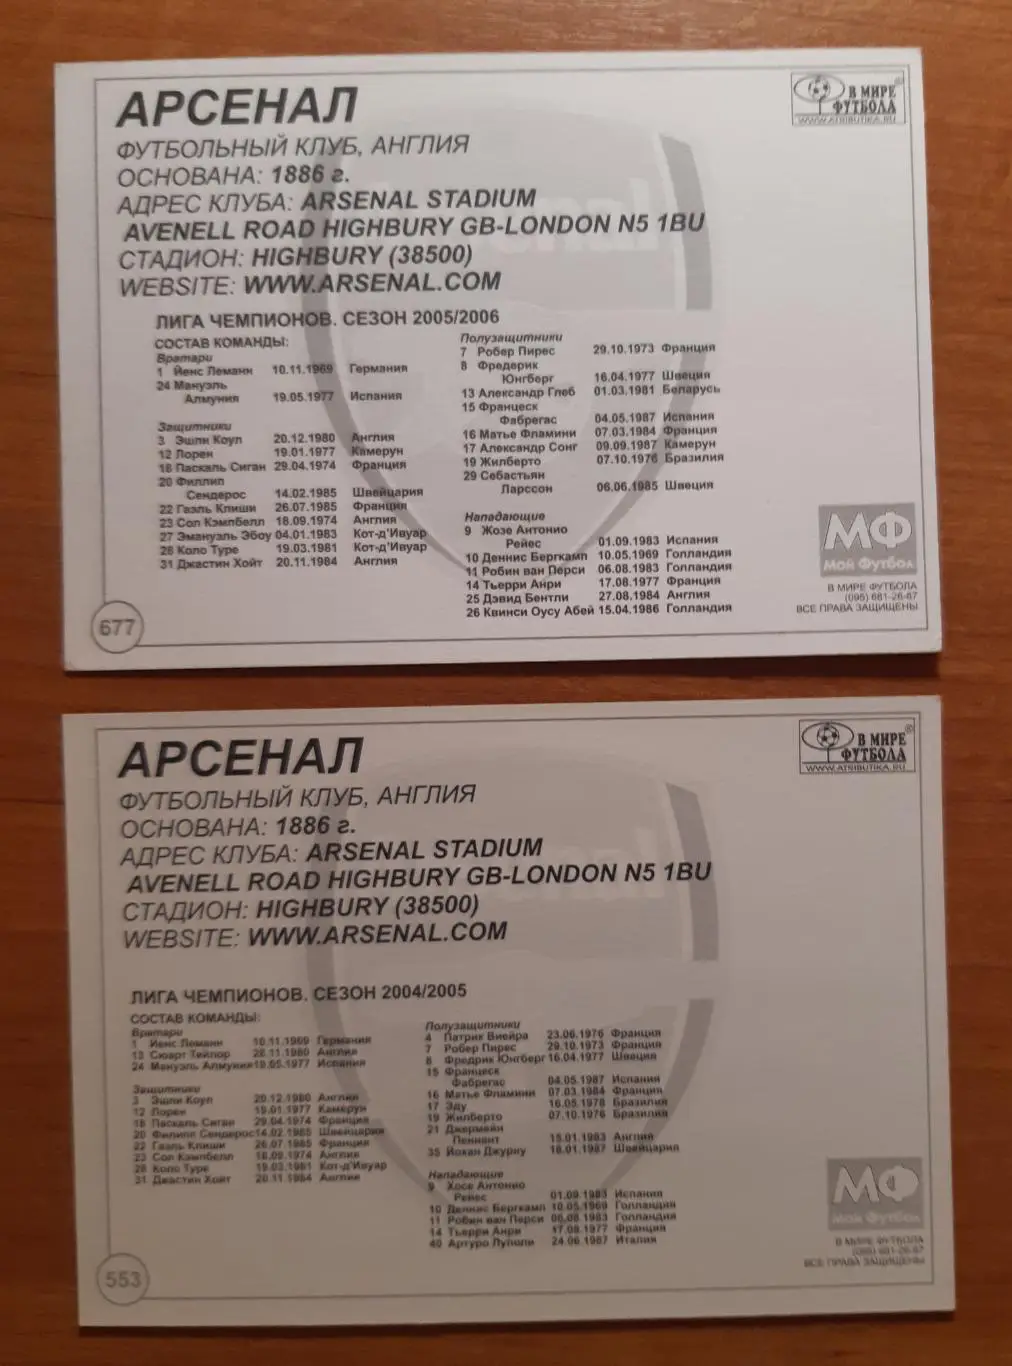 АРСЕНАЛ
В МИРЕ
ФУТБОЛА
WWW.ATRIBUTIKA.RU
ФУТБОЛЬНЫЙ КЛУБ, АНГЛИЯ
ОСНОВАНА: 1886 г.
АДРЕС КЛУБА: ARSENAL STADIUM
AVENELL ROAD HIGHBURY GB-LONDON N5 1BU
СТАДИОН: HIGHBURY (38500)
WEBSITE: WWW.ARSENAL.COM
ЛИГА ЧЕМПИОНОВ. СЕЗОН 2005/2006
СОСТАВ КОМАНДЫ:
Вратари
1 Йенс Леманн 10.11.1969 Германия
24 Мануэль
Алмуния 19.05.1977 Испания
Защитники
3 Эшли Коул 20.12.1980 Англия
12 Лорен 19.01.1977 Камерун
18 Паскаль Сиган 29.04.1974 Франция
20 Филлип
Сендерос 14.02.1985 Швейцария
22 Гаэль Клиши 26.07.1985 Франция
23 Сол Кэмпбелл 18.09.1974 Англия
27 Эмануэль Эбоу 04.01.1983 Кот-д'Ивуар
28 Коло Туре 19.03.1981 Кот-д'Ивуар
31 Джастин Хойт 20.11.1984 Англия
Полузащитники
7 Робер Пирес 29.10.1973 Франция
8 Фредерик
Юнгберг 16.04.1977 Швеция
13 Александр Глеб 01.03.1981 Беларусь
15 Франческ
Фабрегас 04.05.1987 Испания
16 Матье Фламини 07.03.1984 Франция
17 Александр Сонг 09.09.1987 Камерун
19 Жилберто 07.10.1976 Бразилия
29 Себастьян
Ларссон 06.06.1985 Швеция
Нападающие
9 Жозе Антонио
Рейес 01.09.1983 Испания
10 Деннис Бергкамп 10.05.1969 Голландия
11 Робин ван Перси 06.08.1983 Голландия
14 Тьерри Анри 17.08.1977 Франция
25 Дэвид Бентли 27.08.1984 Англия
26 Квинси Оусу Абей 15.04.1986 Голландия
МФ
Мой Футбол
В МИРЕ ФУТБОЛА
(095) 681-26-67
ВСЕ ПРАВА ЗАЩИЩЕНЫ
677
АРСЕНАЛ
В МИРЕ
ФУТБОЛА
WWW.ATRIBUTIKA.RU
ФУТБОЛЬНЫЙ КЛУБ, АНГЛИЯ
ОСНОВАНА: 1886 г.
АДРЕС КЛУБА: ARSENAL STADIUM
AVENELL ROAD HIGHBURY GB-LONDON N5 1BU
СТАДИОН: HIGHBURY (38500)
WEBSITE: WWW.ARSENAL.COM
ЛИГА ЧЕМПИОНОВ. СЕЗОН 2004/2005
СОСТАВ КОМАНДЫ:
Вратари
1 Йенс Леманн 10.11.1969 Германия
13 Стюарт Тейлор 28.11.1980 Англия
24 Мануэль Алмуния 19.05.1977 Испания
Защитники
3 Эшли Коул 20.12.1980 Англия
12 Лорен 19.01.1977 Камерун
18 Паскаль Сиган 29.04.1974 Франция
20 Филипп Сендерос 14.02.1985 Швейцария
22 Гаэль Клиши 26.07.1985 Франция
23 Сол Кэмпбелл 18.09.1974 Англия
28 Коло Туре 19.03.1981 Кот-д'Ивуар
31 Джастин Хойт 20.11.1984 Англия
Полузащитники
4 Патрик Виейра 23.06.1976 Франция
7 Робер Пирес 29.10.1973 Франция
8 Фредрик Юнгберг 16.04.1977 Швеция
15 Франческ
Фабрегас 04.05.1987 Испания
16 Матье Фламини 07.03.1984 Франция
17 Эду 16.05.1978 Бразилия
19 Жилберто 07.10.1976 Бразилия
21 Джермейн
Пеннант 15.01.1983 Англия
35 Йохан Джуру 18.01.1987 Швейцария
Нападающие
9 Хосе Антонио
Рейес 01.09.1983 Испания
10 Деннис Бергкамп 10.05.1969 Голландия
11 Робин ван Перси 06.08.1983 Голландия
14 Тьерри Анри 17.08.1977 Франция
40 Артуро Луполи 24.06.1987 Италия
МФ
Мой Футбол
В МИРЕ ФУТБОЛА
(095) 681-26-67
ВСЕ ПРАВА ЗАЩИЩЕНЫ
553